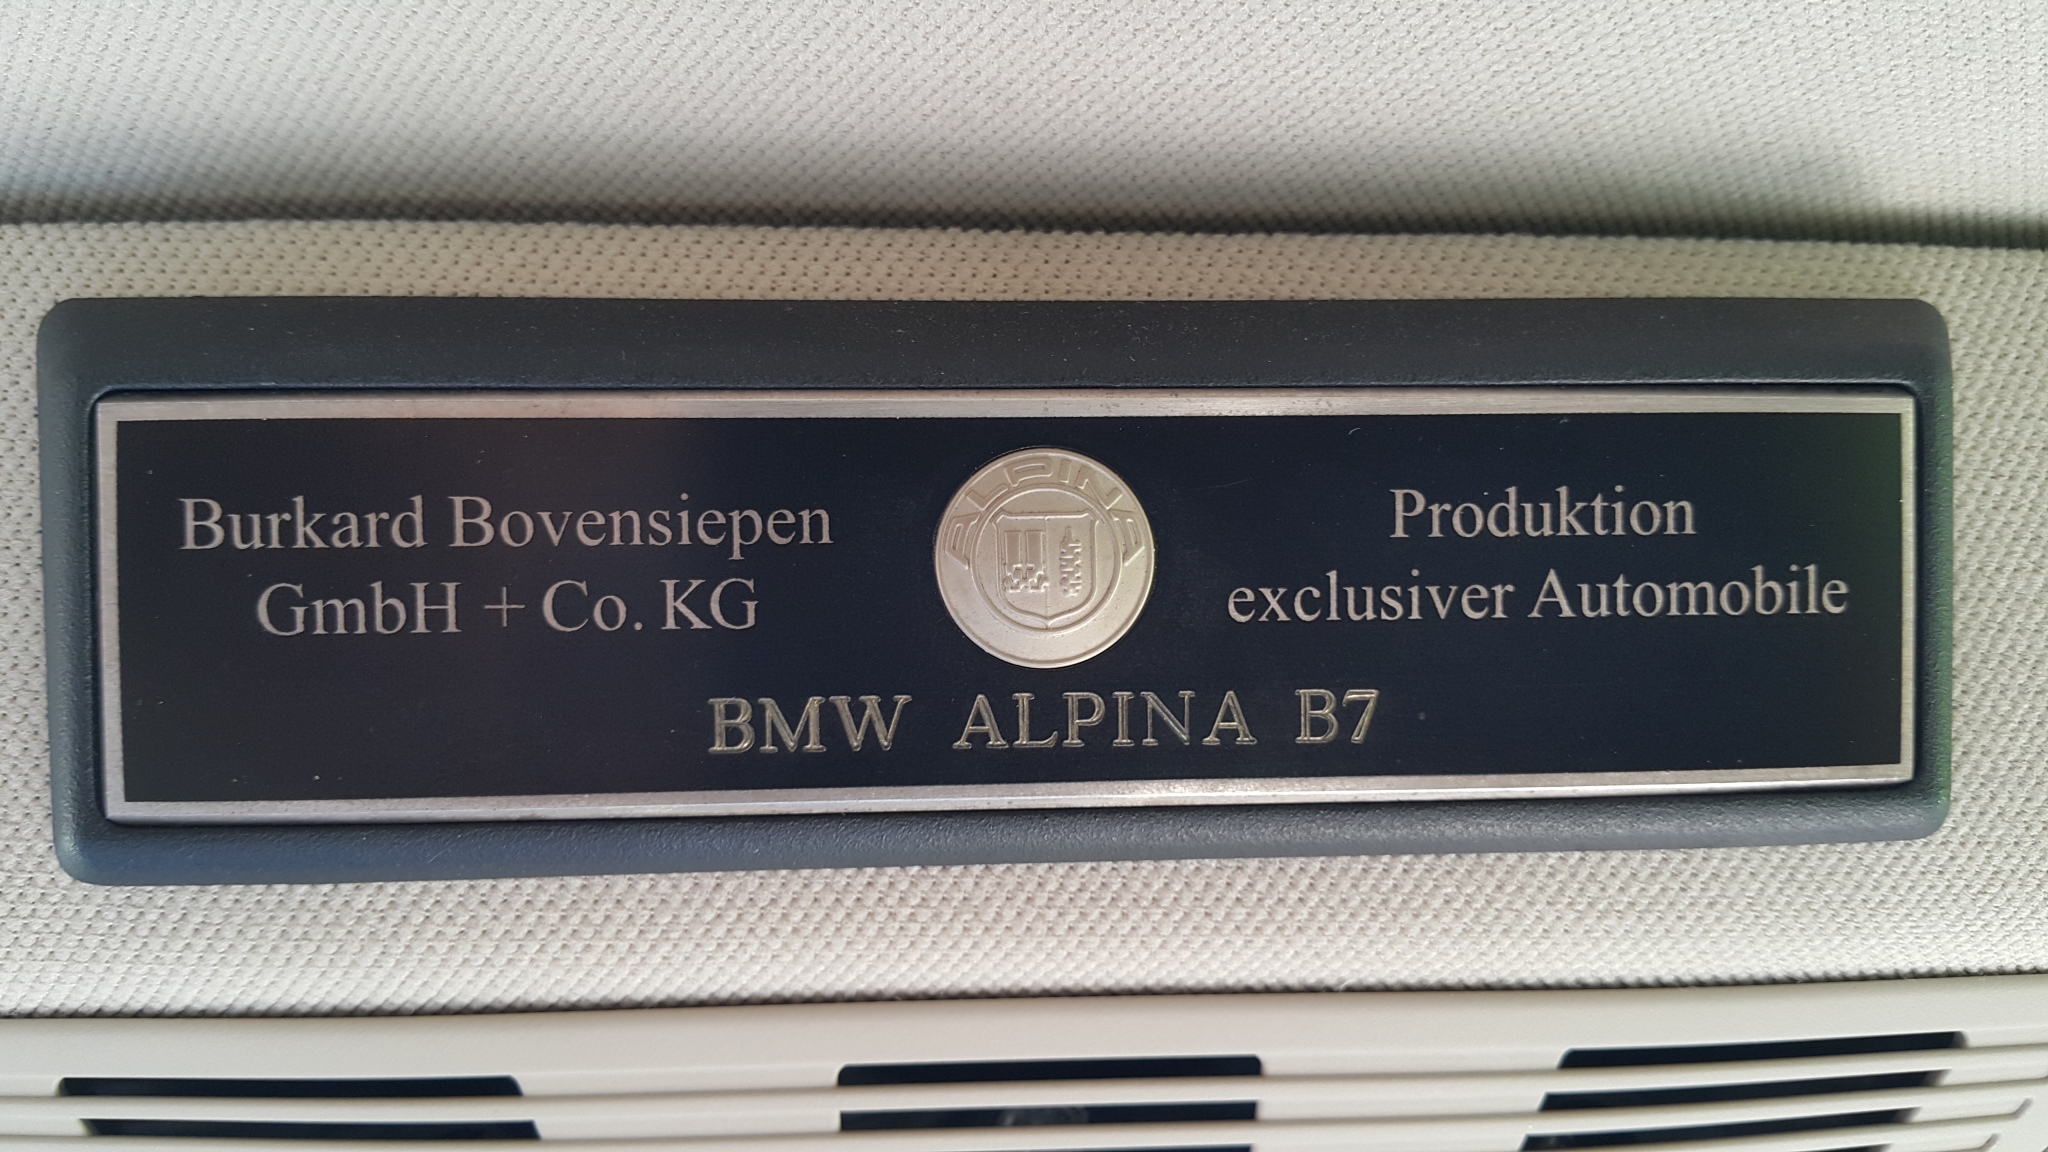 Burkard Bovensiepen
GmbH + Co. KG
ALPINA
Produktion
exclusiver Automobile
BMW ALPINA B7